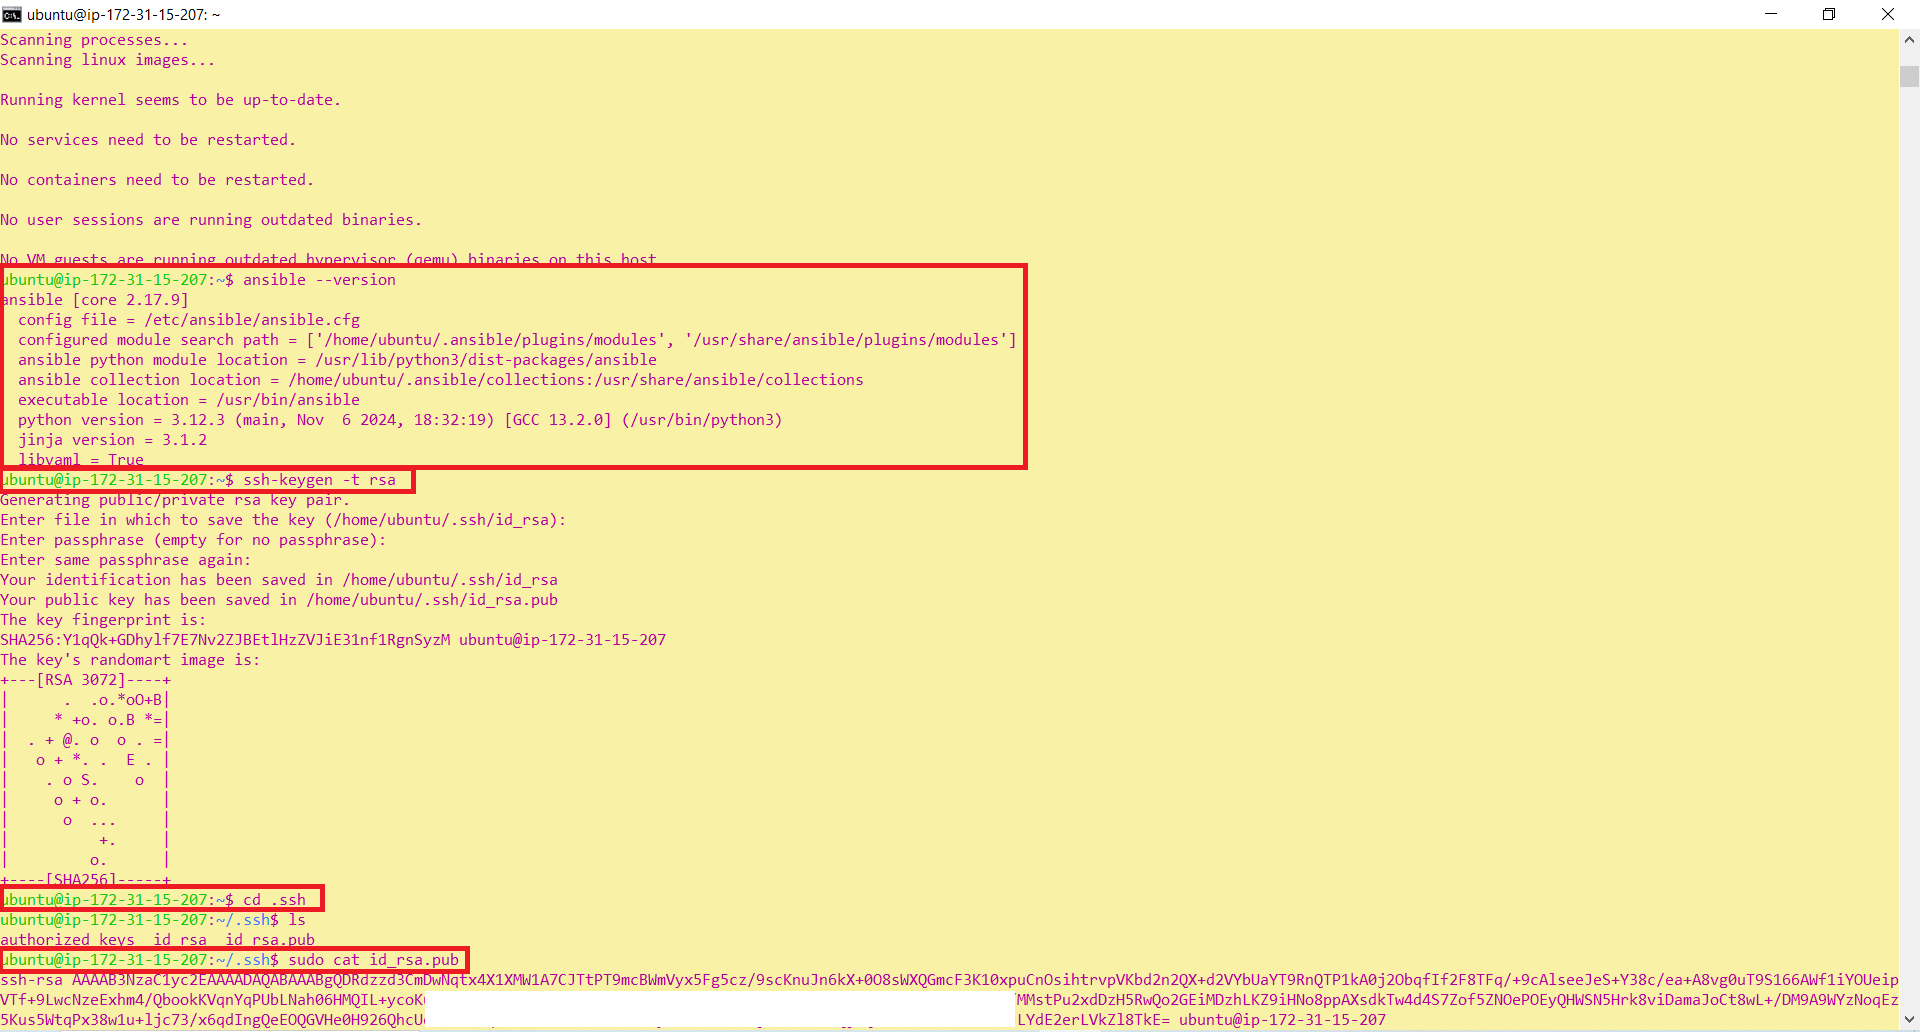 ubuntu@ip-172-31-15-207: ~
Scanning processes...
Scanning linux images...
Running kernel seems to be up-to-date.
No services need to be restarted.
No containers need to be restarted.
No user sessions are running outdated binaries.
No VM guests are running outdated hypervisor (qemu) binaries on this host
ubuntu@ip-172-31-15-207:~$ ansible --version
ansible [core 2.17.9]
  config file = /etc/ansible/ansible.cfg
  configured module search path = ['/home/ubuntu/.ansible/plugins/modules', '/usr/share/ansible/plugins/modules']
  ansible python module location = /usr/lib/python3/dist-packages/ansible
  ansible collection location = /home/ubuntu/.ansible/collections:/usr/share/ansible/collections
  executable location = /usr/bin/ansible
  python version = 3.12.3 (main, Nov  6 2024, 18:32:19) [GCC 13.2.0] (/usr/bin/python3)
  jinja version = 3.1.2
  libyaml = True
ubuntu@ip-172-31-15-207:~$ ssh-keygen -t rsa
Generating public/private rsa key pair.
Enter file in which to save the key (/home/ubuntu/.ssh/id_rsa):
Enter passphrase (empty for no passphrase):
Enter same passphrase again:
Your identification has been saved in /home/ubuntu/.ssh/id_rsa
Your public key has been saved in /home/ubuntu/.ssh/id_rsa.pub
The key fingerprint is:
SHA256:Y1qQk+GDhylf7E7Nv2ZJBEtlHzZVJiE31nf1RgnSyzM ubuntu@ip-172-31-15-207
The key's randomart image is:
+---[RSA 3072]----+
|      .  .o.*oO+B|
|     * +o. o.B *=|
|  . + @. o  o . =|
|   o + *. .  E . |
|    . o S.    o  |
|     o + o.      |
|      o  ...     |
|          +.     |
|         o.      |
+----[SHA256]-----+
ubuntu@ip-172-31-15-207:~$ cd .ssh
ubuntu@ip-172-31-15-207:~/.ssh$ ls
authorized_keys  id_rsa  id_rsa.pub
ubuntu@ip-172-31-15-207:~/.ssh$ sudo cat id_rsa.pub
ssh-rsa AAAAB3NzaC1yc2EAAAADAQABAAABgQDRdzzd3CmDwNqtx4X1XMW1A7CJTtPT9mcBWmVyx5Fg5cz/9scKnuJn6kX+0O8sWXQGmcF3K10xpuCnOsihtrvpVKbd2n2QX+d2VYbUaYT9RnQTP1kA0j2ObqfIf2F8TFq/+9cAlseeJeS+Y38c/ea+A8vg0uT9S166AWf1iYOUeip
VTf+9LwcNzeExhm4/QbookKVqnYqPUbLNah06HMQIL+ycoK MMstPu2xdDzH5RwQo2GEiMDzhLKZ9iHNo8ppAXsdkTw4d4S7Zof5ZNOePOEyQHWSN5Hrk8viDamaJoCt8wL+/DM9A9WYzNoqEz
5Kus5WtqPx38w1u+ljc73/x6qdIngQeEOQGVHe0H926QhcU LYdE2erLVkZl8TkE= ubuntu@ip-172-31-15-207